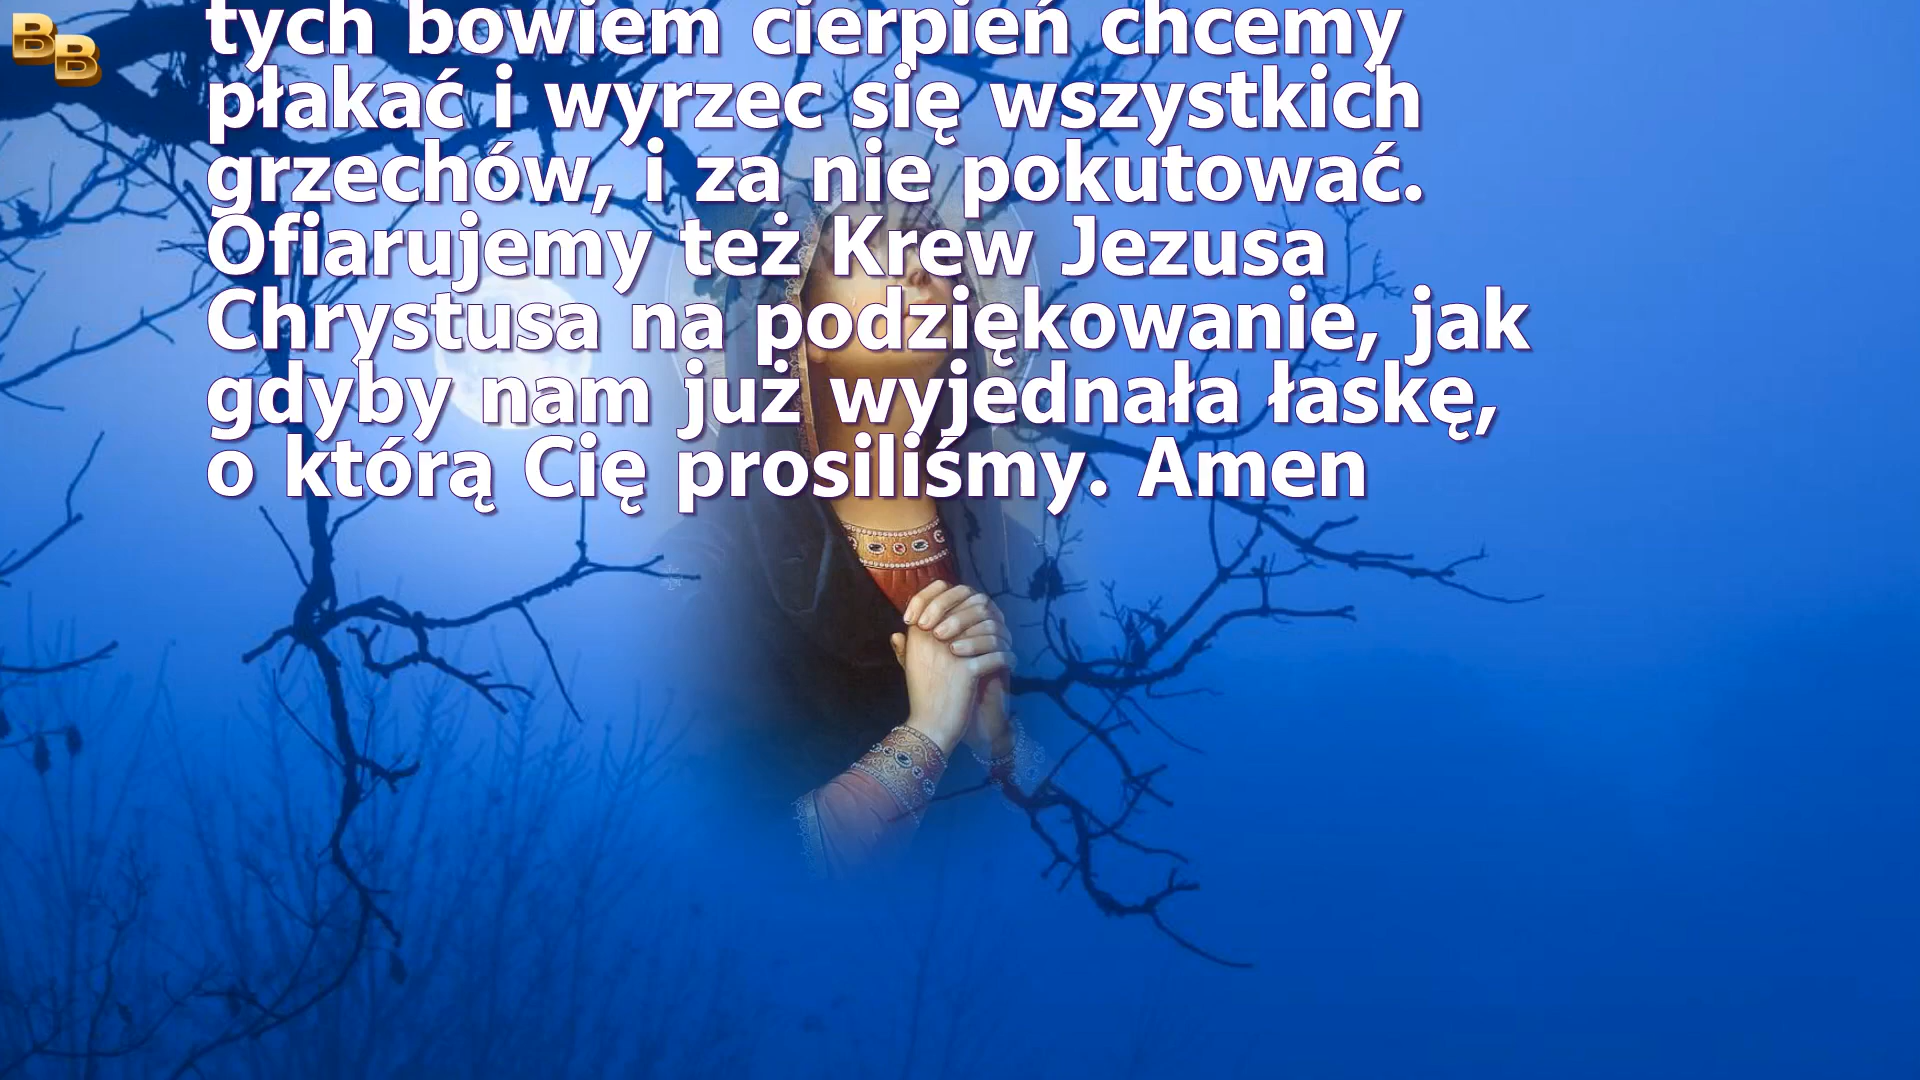 BB
tych bowiem cierpień chcemy
płakać i wyrzec się wszystkich
grzechów, i za nie pokutować.
Ofiarujemy też Krew Jezusa
Chrystusa na podziękowanie, jak
gdyby nam już wyjednała łaskę,
o którą Cię prosiliśmy. Amen